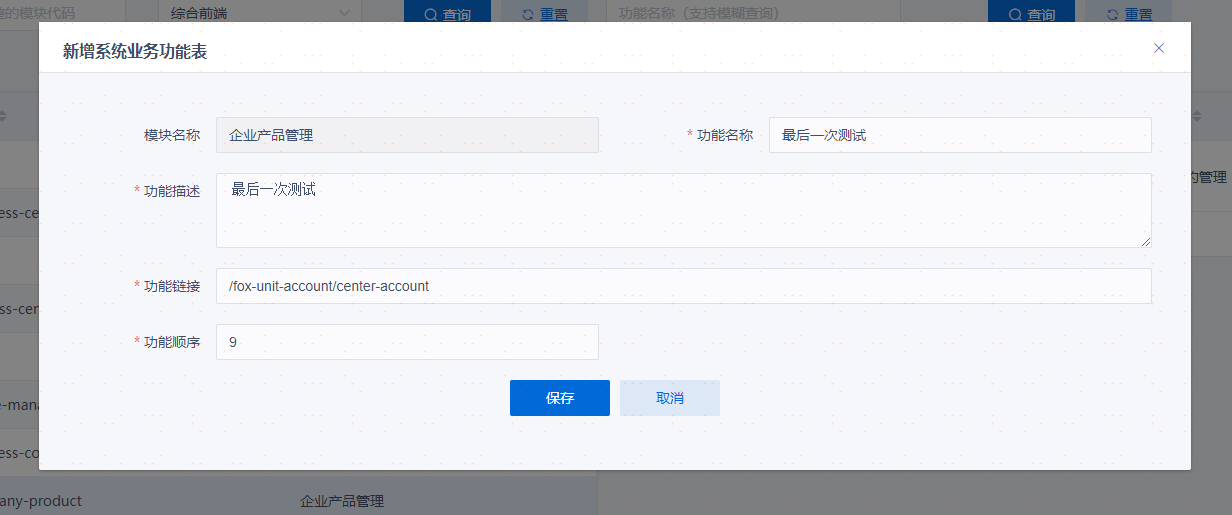 能的模块代码
综合前端
查询
重置
功能名称（支持模糊查询）
查询
重置
新增系统业务功能表
模块名称
企业产品管理
* 功能名称
最后一次测试
* 功能描述
最后一次测试
* 功能链接
/fox-unit-account/center-account
* 功能顺序
9
保存
取消
的管理
ess-ce
ess-cen
e-mana
ess-co
any-product
企业产品管理